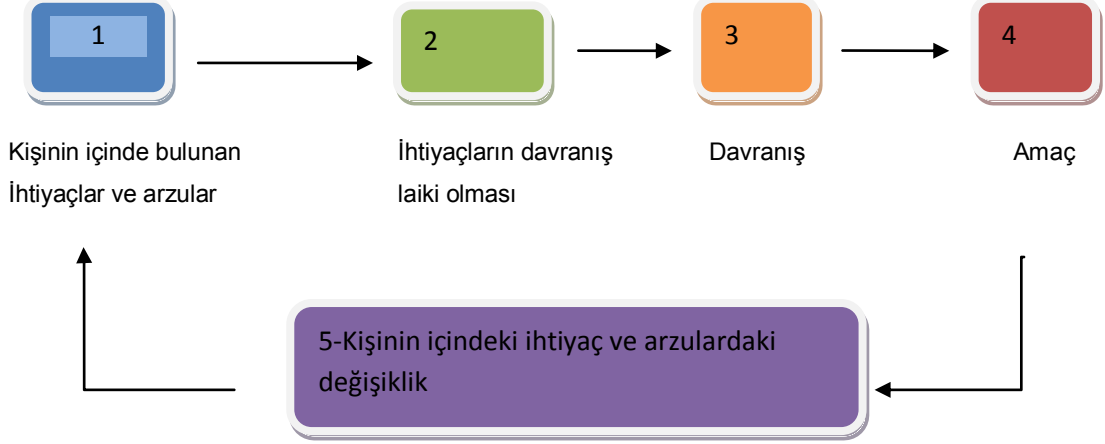 1
2
3
4
Kişinin içinde bulunan
İhtiyaçlar ve arzular
İhtiyaçların davranış
laiki olması
Davranış
Amaç
5-Kişinin içindeki ihtiyaç ve arzulardaki
değişiklik